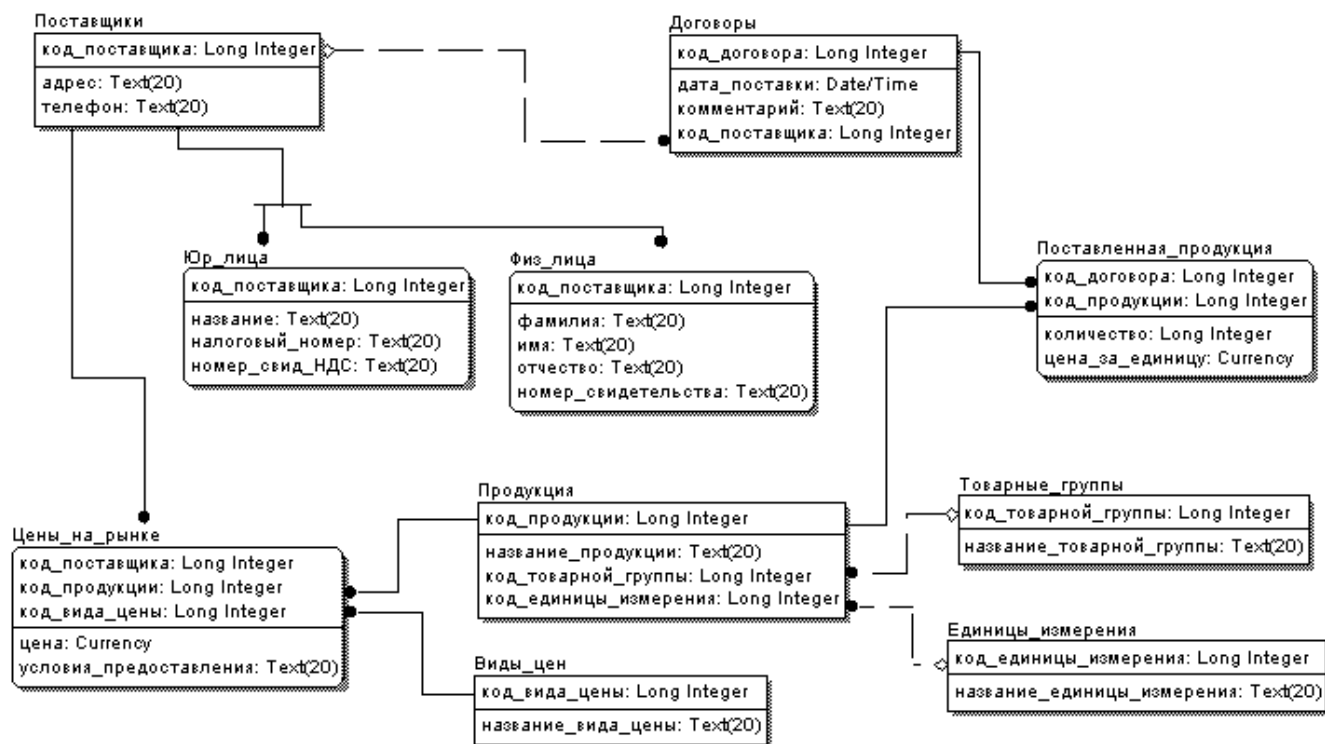 Поставщики
код_поставщика: Long Integer
адрес: Text(20)
телефон: Text(20)
Договоры
код_договора: Long Integer
дата_поставки: Date/Time
комментарий: Text(20)
код_поставщика: Long Integer
Юр_лица
код_поставщика: Long Integer
название: Text(20)
налоговый_номер: Text(20)
номер_свид_НДС: Text(20)
Физ_лица
код_поставщика: Long Integer
фамилия: Text(20)
имя: Text(20)
отчество: Text(20)
номер_свидетельства: Text(20)
Поставленная_продукция
код_договора: Long Integer
код_продукции: Long Integer
количество: Long Integer
цена_за_единицу: Currency
Цены_на_рынке
код_поставщика: Long Integer
код_продукции: Long Integer
код_вида_цены: Long Integer
цена: Currency
условия_предоставления: Text(20)
Продукция
код_продукции: Long Integer
название_продукции: Text(20)
код_товарной_группы: Long Integer
код_единицы_измерения: Long Integer
Товарные_группы
код_товарной_группы: Long Integer
название_товарной_группы: Text(20)
Виды_цен
код_вида_цены: Long Integer
название_вида_цены: Text(20)
Единицы_измерения
код_единицы_измерения: Long Integer
название_единицы_измерения: Text(20)